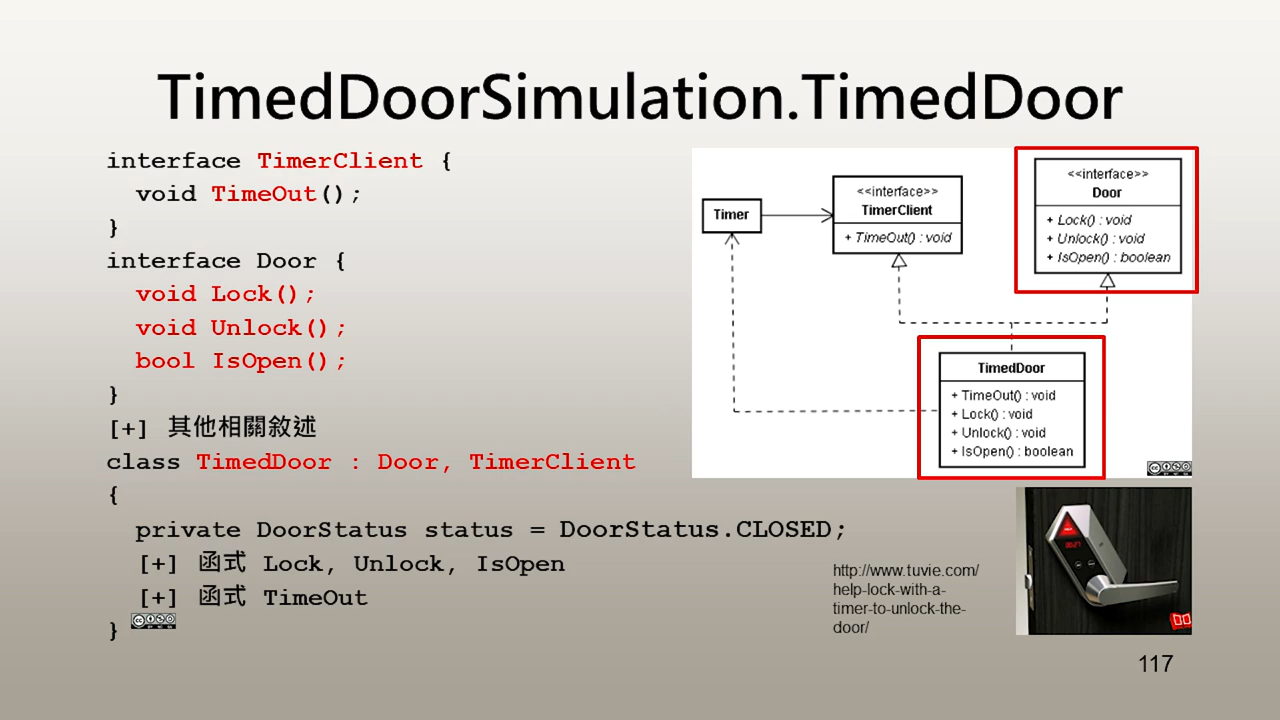 TimedDoorSimulation.TimedDoor
interface TimerClient {
void TimeOut();
}
interface Door {
void Lock();
void Unlock();
bool IsOpen();
}
[+] 其他相關敘述
class TimedDoor : Door, TimerClient
{
private DoorStatus status = DoorStatus.CLOSED;
[+] 函式 Lock, Unlock, IsOpen
[+] 函式 TimeOut
}
Timer
<<interface>>
TimerClient
+ TimeOut() : void
<<interface>>
Door
+ Lock() : void
+ Unlock() : void
+ IsOpen() : boolean
TimedDoor
+ TimeOut() : void
+ Lock() : void
+ Unlock() : void
+ IsOpen() : boolean
http://www.tuvie.com/
help-lock-with-a-
timer-to-unlock-the-
door/
117